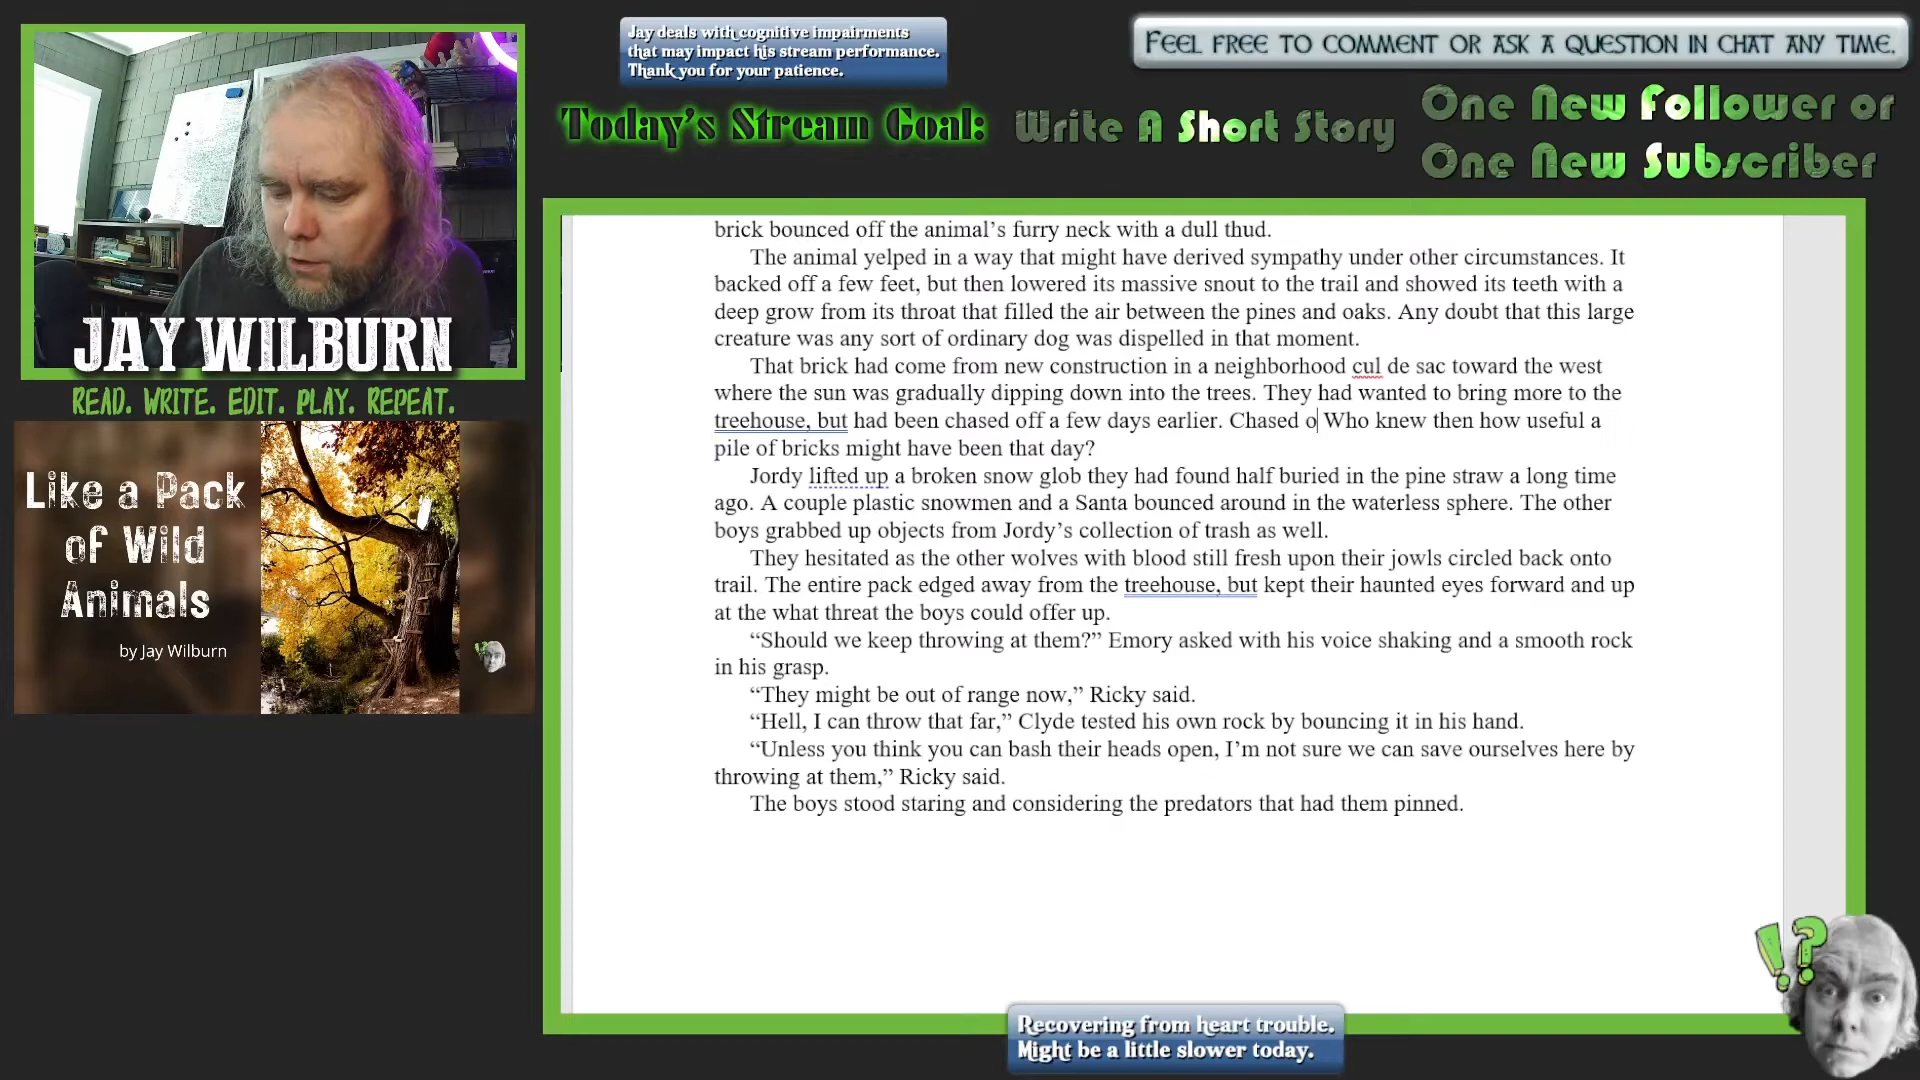 Jay deals with cognitive impairments
that may impact his stream performance.
Thank you for your patience.
FEEL FREE TO COMMENT OR ASK A QUESTION IN CHAT ANY TIME.
Today's Stream Goal:
Write A Short Story
One New Follower or
One New Subscriber
JAY WILBURN
READ. WRITE. EDIT. PLAY. REPEAT.
Like a Pack
of Wild
Animals
by Jay Wilburn
brick bounced off the animal’s furry neck with a dull thud.
The animal yelped in a way that might have derived sympathy under other circumstances. It
backed off a few feet, but then lowered its massive snout to the trail and showed its teeth with a
deep grow from its throat that filled the air between the pines and oaks. Any doubt that this large
creature was any sort of ordinary dog was dispelled in that moment.
That brick had come from new construction in a neighborhood cul de sac toward the west
where the sun was gradually dipping down into the trees. They had wanted to bring more to the
treehouse, but had been chased off a few days earlier. Chased o Who knew then how useful a
pile of bricks might have been that day?
Jordy lifted up a broken snow glob they had found half buried in the pine straw a long time
ago. A couple plastic snowmen and a Santa bounced around in the waterless sphere. The other
boys grabbed up objects from Jordy’s collection of trash as well.
They hesitated as the other wolves with blood still fresh upon their jowls circled back onto
trail. The entire pack edged away from the treehouse, but kept their haunted eyes forward and up
at the what threat the boys could offer up.
“Should we keep throwing at them?” Emory asked with his voice shaking and a smooth rock
in his grasp.
“They might be out of range now,” Ricky said.
“Hell, I can throw that far,” Clyde tested his own rock by bouncing it in his hand.
“Unless you think you can bash their heads open, I’m not sure we can save ourselves here by
throwing at them,” Ricky said.
The boys stood staring and considering the predators that had them pinned.
!?
Recovering from heart trouble.
Might be a little slower today.